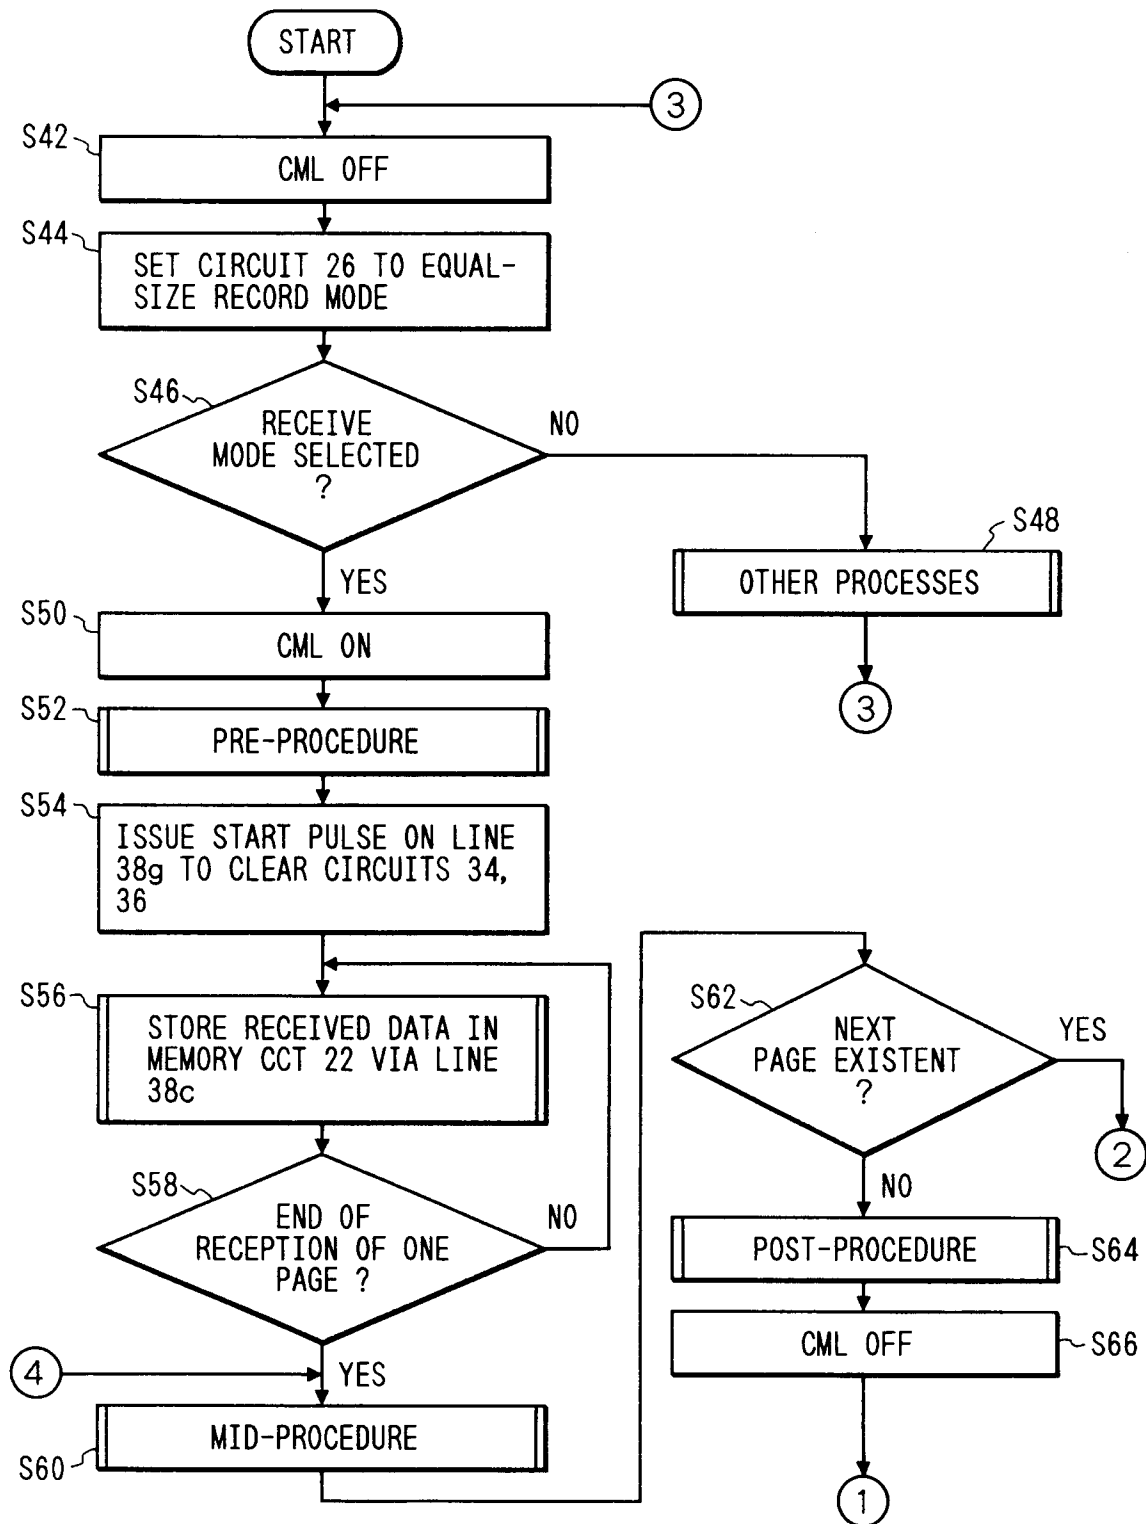 START
3
S42
CML OFF
S44
SET CIRCUIT 26 TO EQUAL-
SIZE RECORD MODE
S46
RECEIVE
MODE SELECTED
?
NO
YES
S48
OTHER PROCESSES
3
S50
CML ON
S52
PRE-PROCEDURE
S54
ISSUE START PULSE ON LINE
38g TO CLEAR CIRCUITS 34,
36
S56
STORE RECEIVED DATA IN
MEMORY CCT 22 VIA LINE
38c
S58
END OF
RECEPTION OF ONE
PAGE ?
NO
YES
4
MID-PROCEDURE
S60
S62
NEXT
PAGE EXISTENT
?
YES
2
NO
POST-PROCEDURE
S64
CML OFF
S66
1